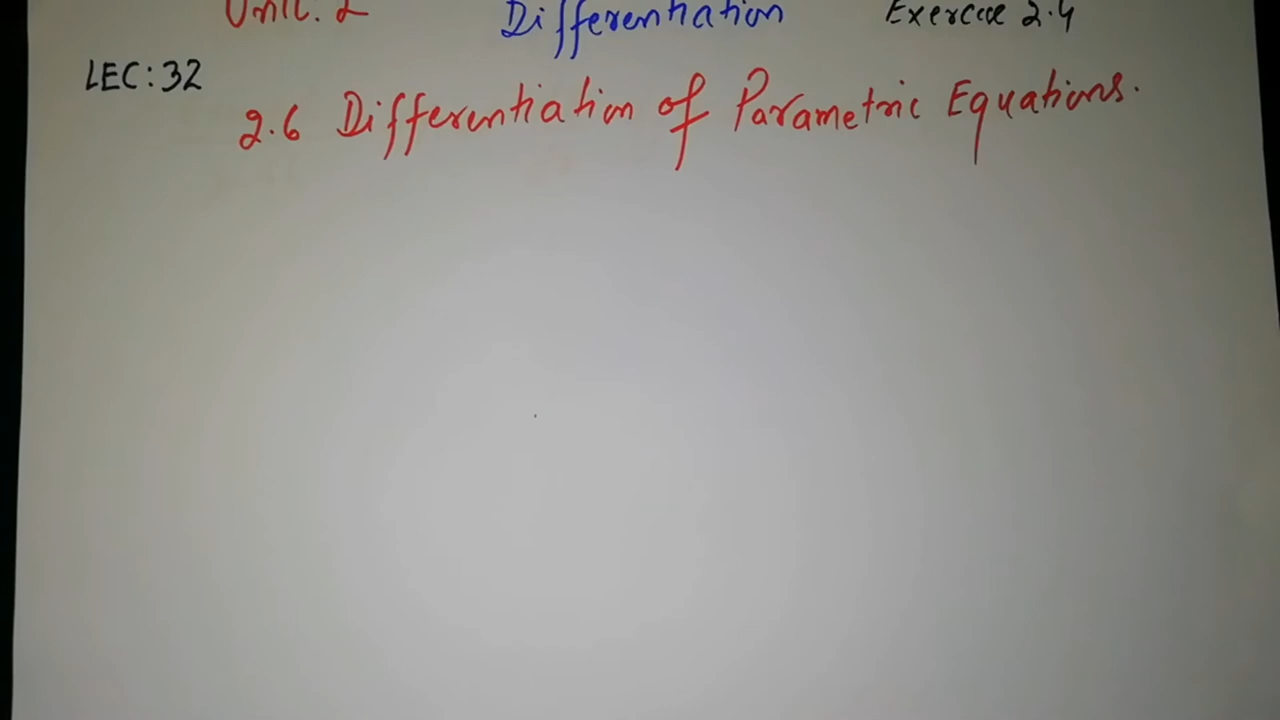 Unit. 2 Differentiation Exercise 2.4
LEC: 32
2.6 Differentiation of Parametric Equations.